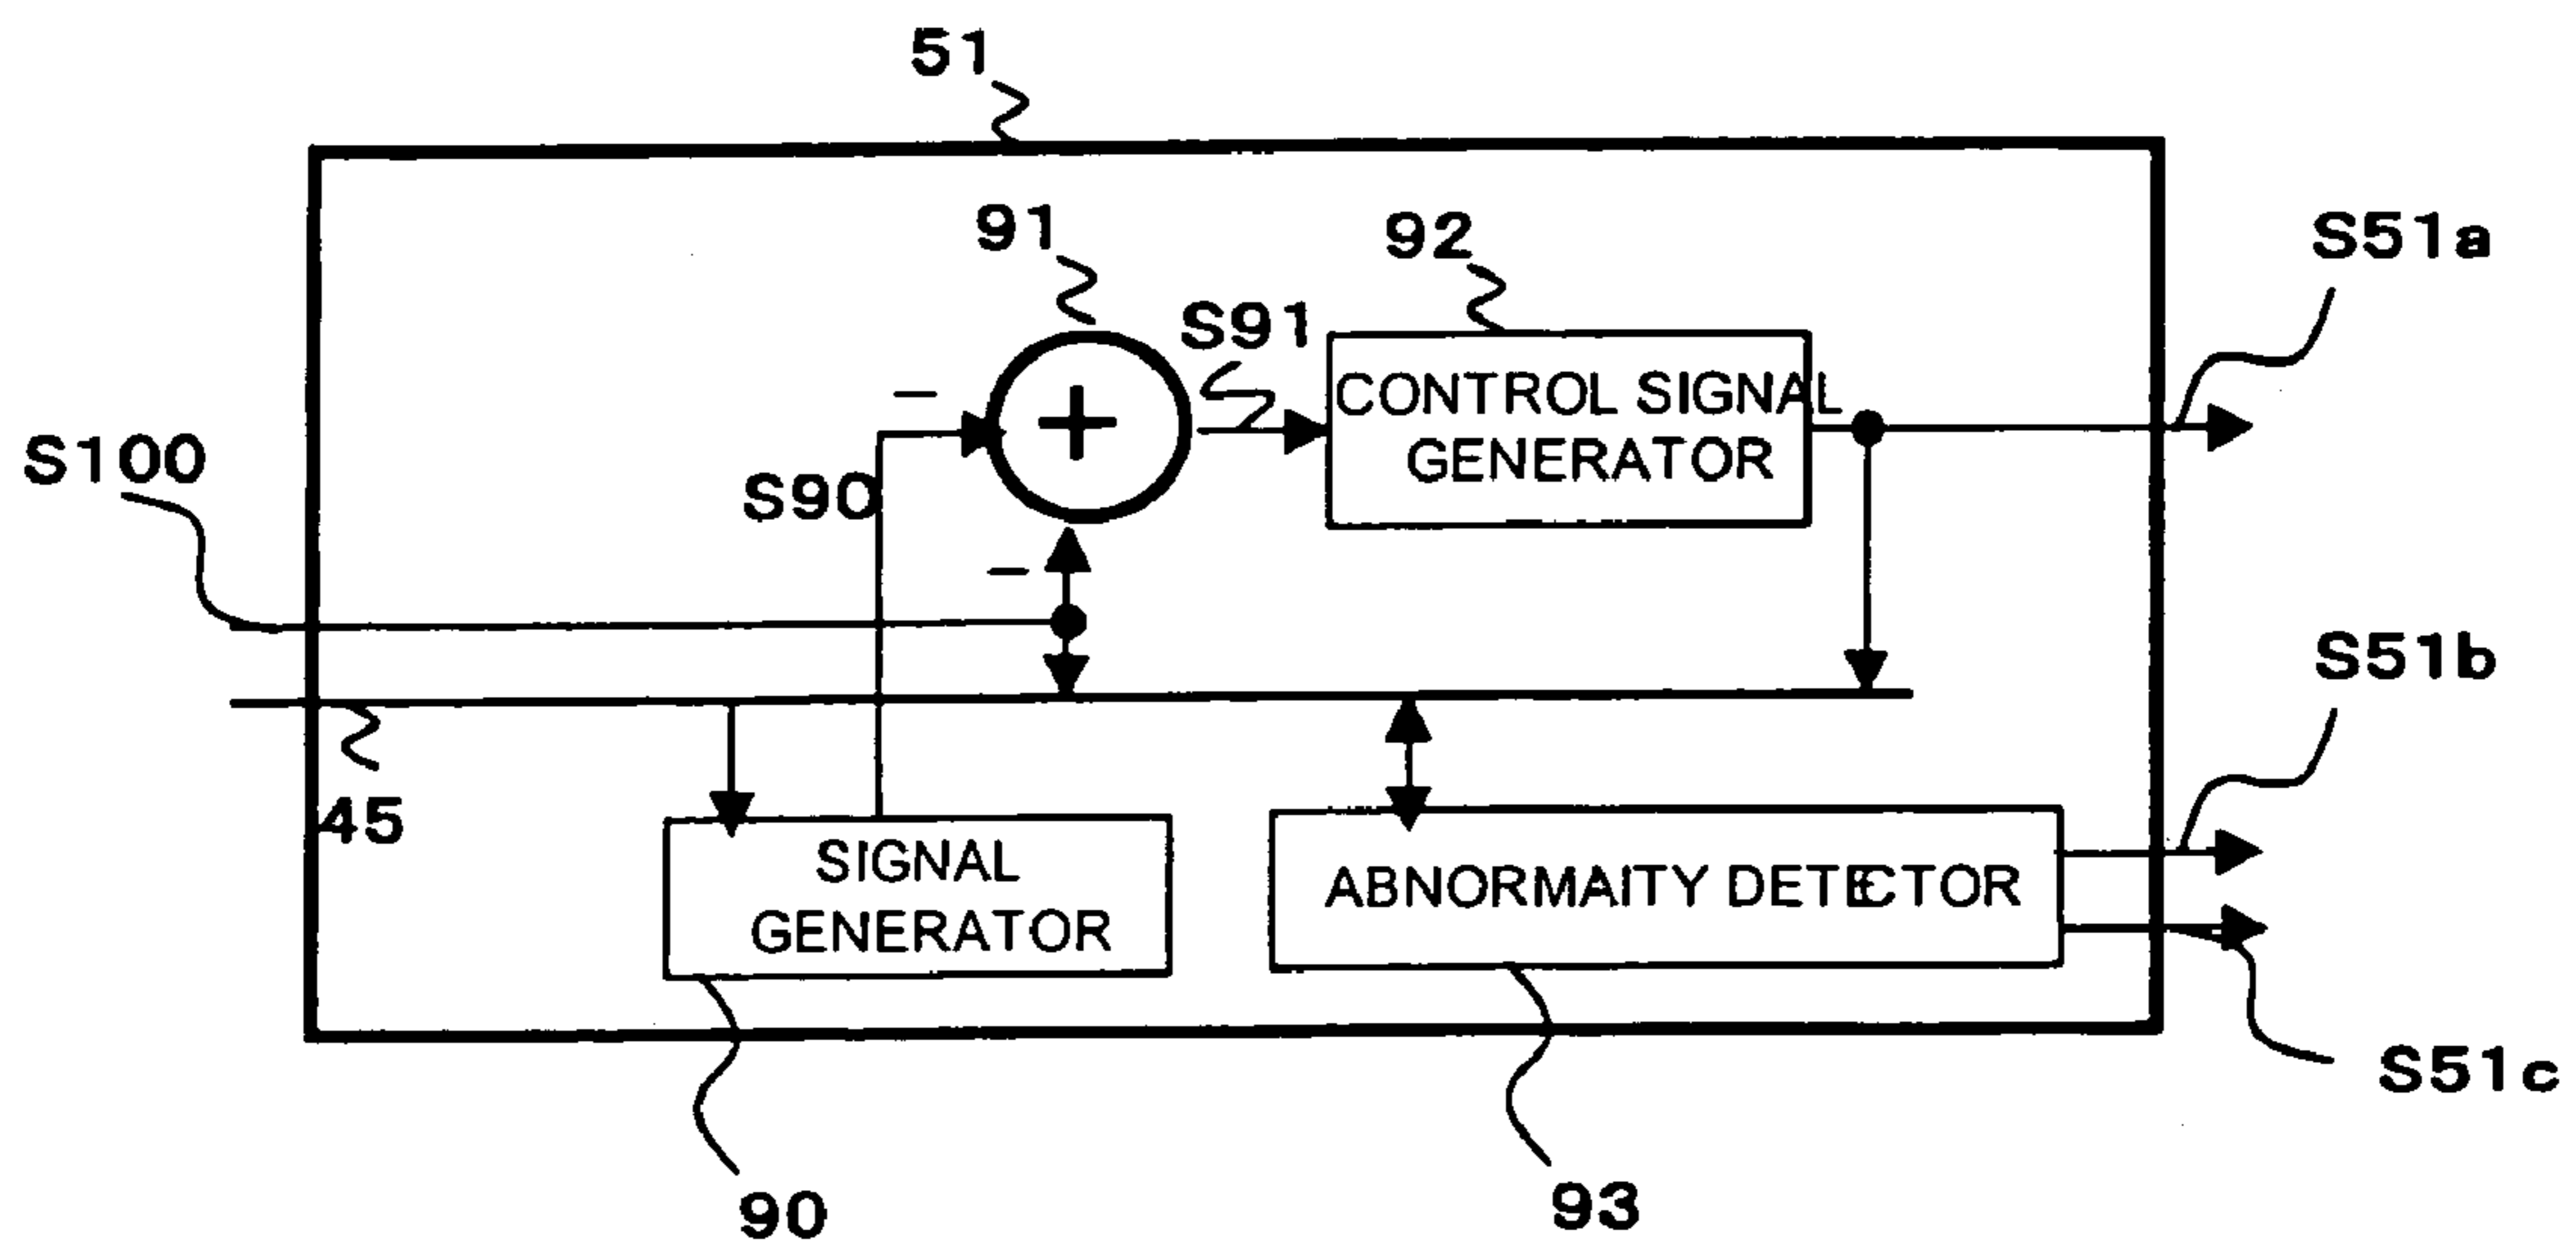 51
91
92
S51a
S91
–
+
CONTROL SIGNAL
GENERATOR
S100
S90
–
S51b
45
SIGNAL
GENERATOR
ABNORMAITY DETECTOR
S51c
90
93